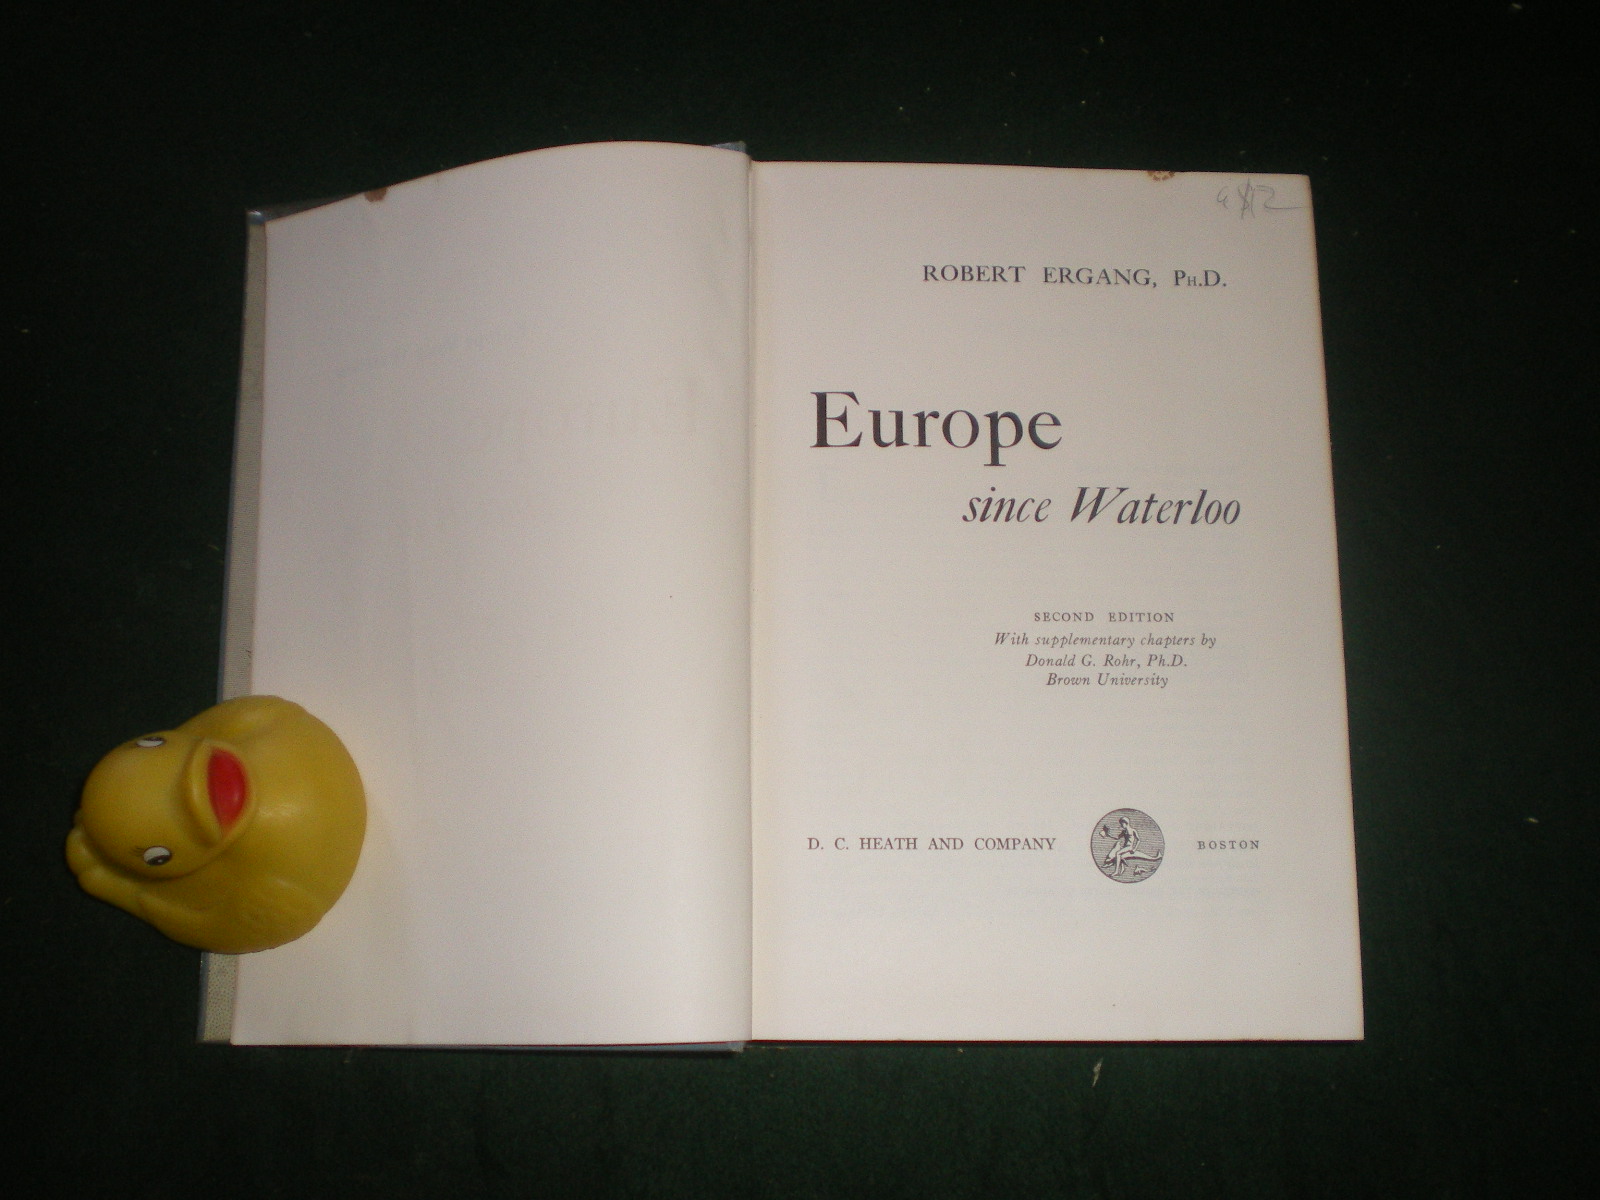 ROBERT ERGANG, PH.D.
Europe
since Waterloo
SECOND EDITION
With supplementary chapters by
Donald G. Rohr, Ph.D.
Brown University
D. C. HEATH AND COMPANY BOSTON